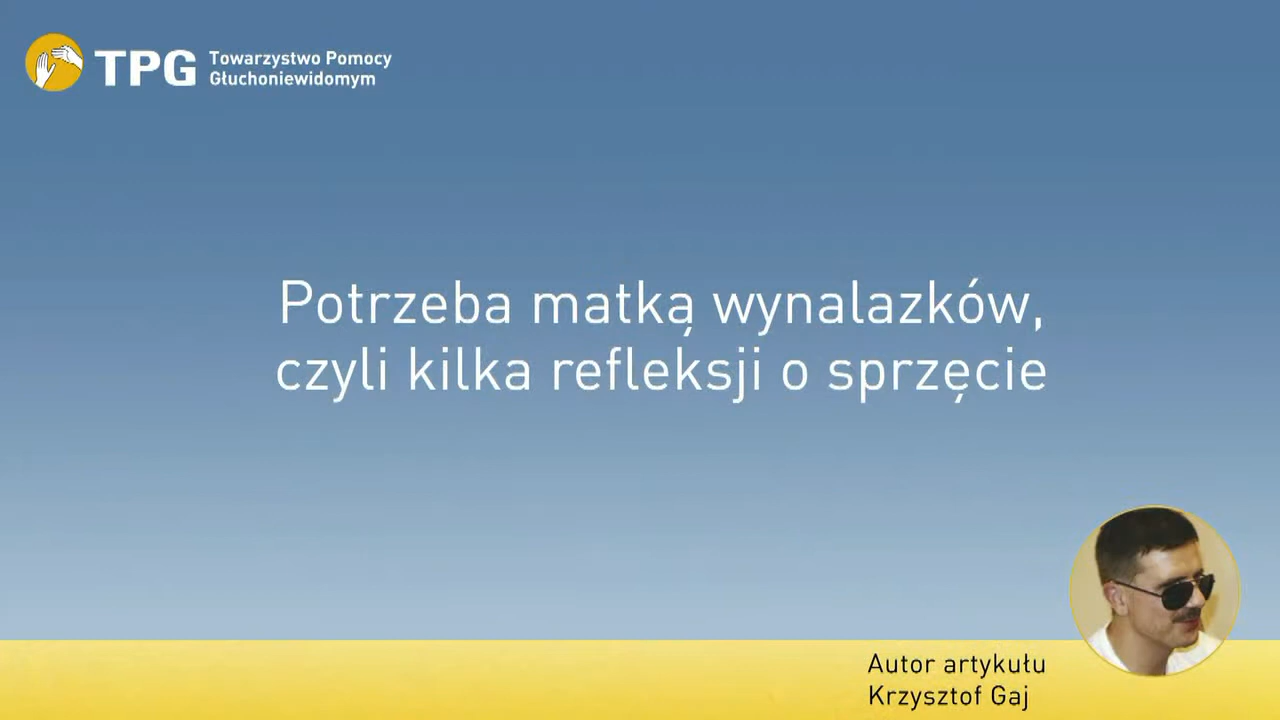 TPG
Towarzystwo Pomocy
Głuchoniewidomym
Potrzeba matką wynalazków,
czyli kilka refleksji o sprzęcie
Autor artykułu
Krzysztof Gaj